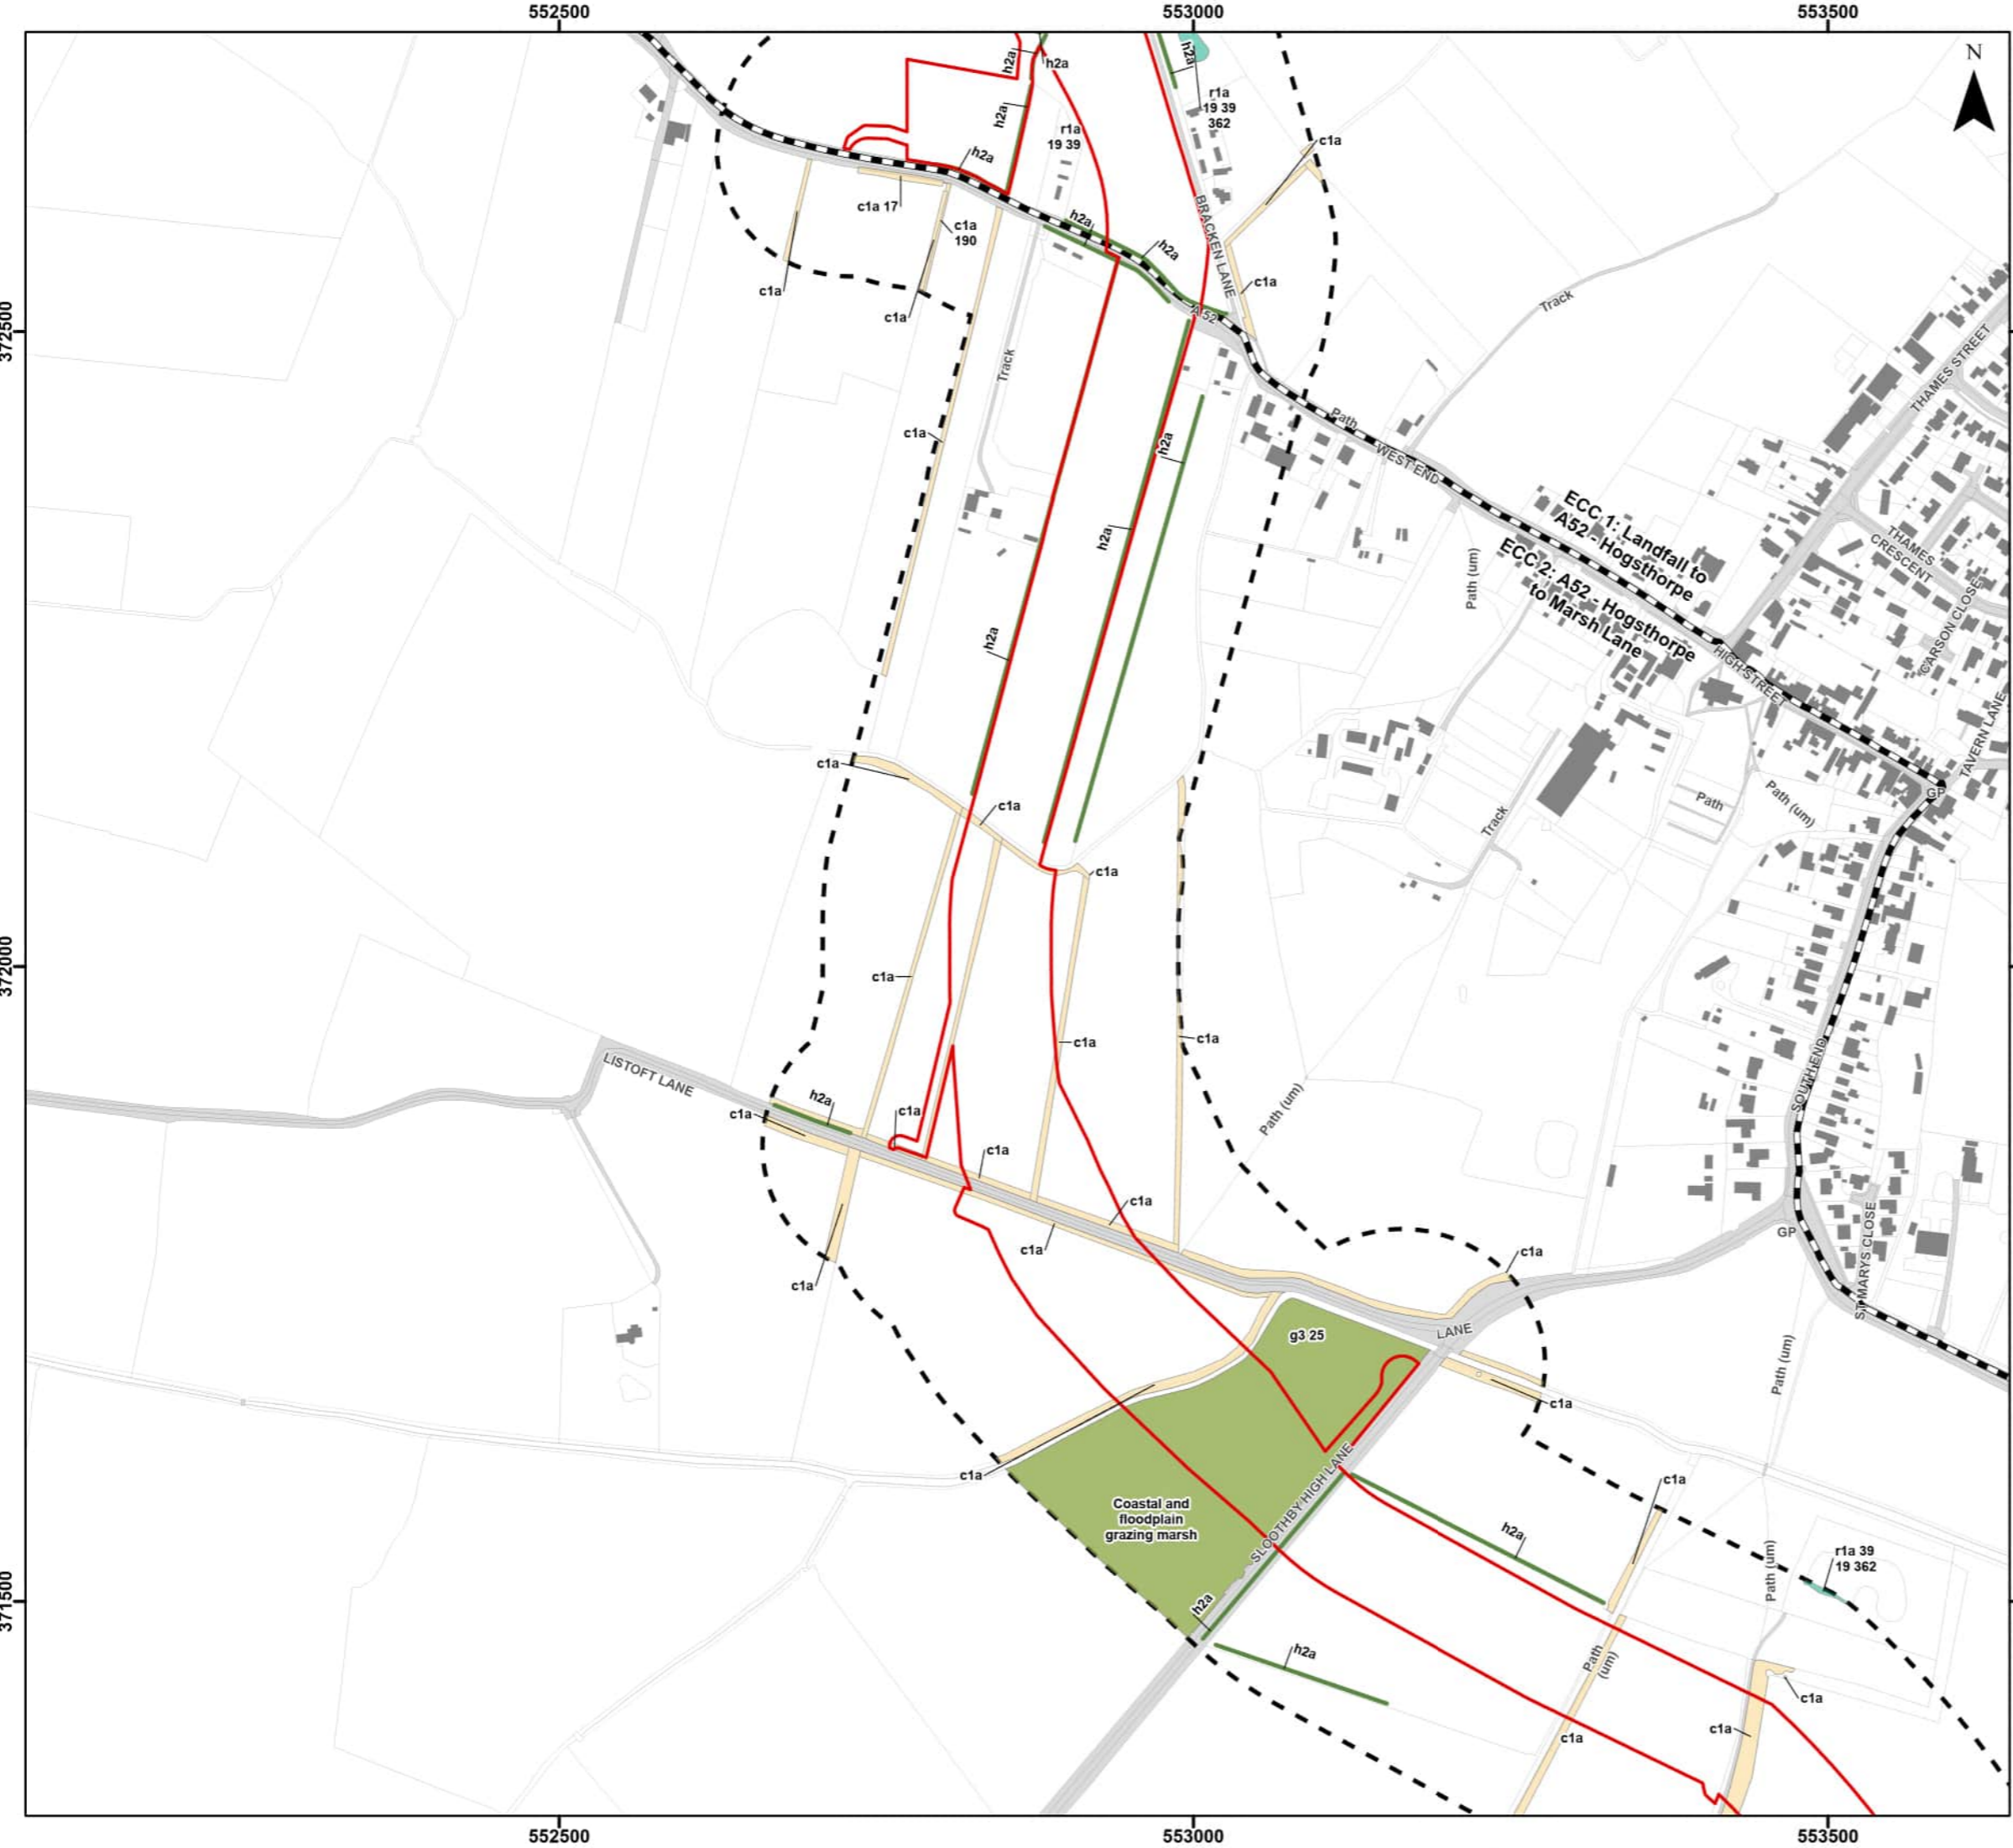 552500
553000
553500
N
h2a
h2a
h2a
h2a
r1a
19 39
362
r1a
19 39
c1a
h2a
c1a 17
c1a
190
BRACKEN LANE
h2a
h2a
c1a
c1a
c1a
A 52
Track
372500
Track
THAMES STREET
Path
c1a
h2a
WEST END
ECC 1: Landfall to
A52 - Hogsthorpe
ECC 2: A52 - Hogsthorpe
to Marsh Lane
THAMES
CRESCENT
h2a
Path (um)
CARSON CLOSE
h2a
HIGH STREET
TAVERN LANE
c1a
c1a
GP
Path
Path (um)
Track
c1a
372000
c1a
c1a
c1a
LISTOFT LANE
SOUTH END
h2a
c1a
c1a
Path (um)
c1a
c1a
c1a
c1a
GP
ST MARYS CLOSE
c1a
g3 25
LANE
Path (um)
c1a
c1a
SLOOTHBY HIGH LANE
c1a
Coastal and
floodplain
grazing marsh
h2a
Path (um)
r1a 39
19 362
371500
h2a
h2a
Path
(um)
c1a
c1a
c1a
552500
553000
553500